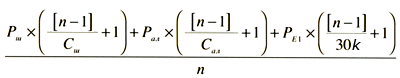 P_ш × ( [n−1] / C_ш + 1 ) + P_ал × ( [n−1] / C_ал + 1 ) + P_E1 × ( [n−1] / 30k + 1 )
n